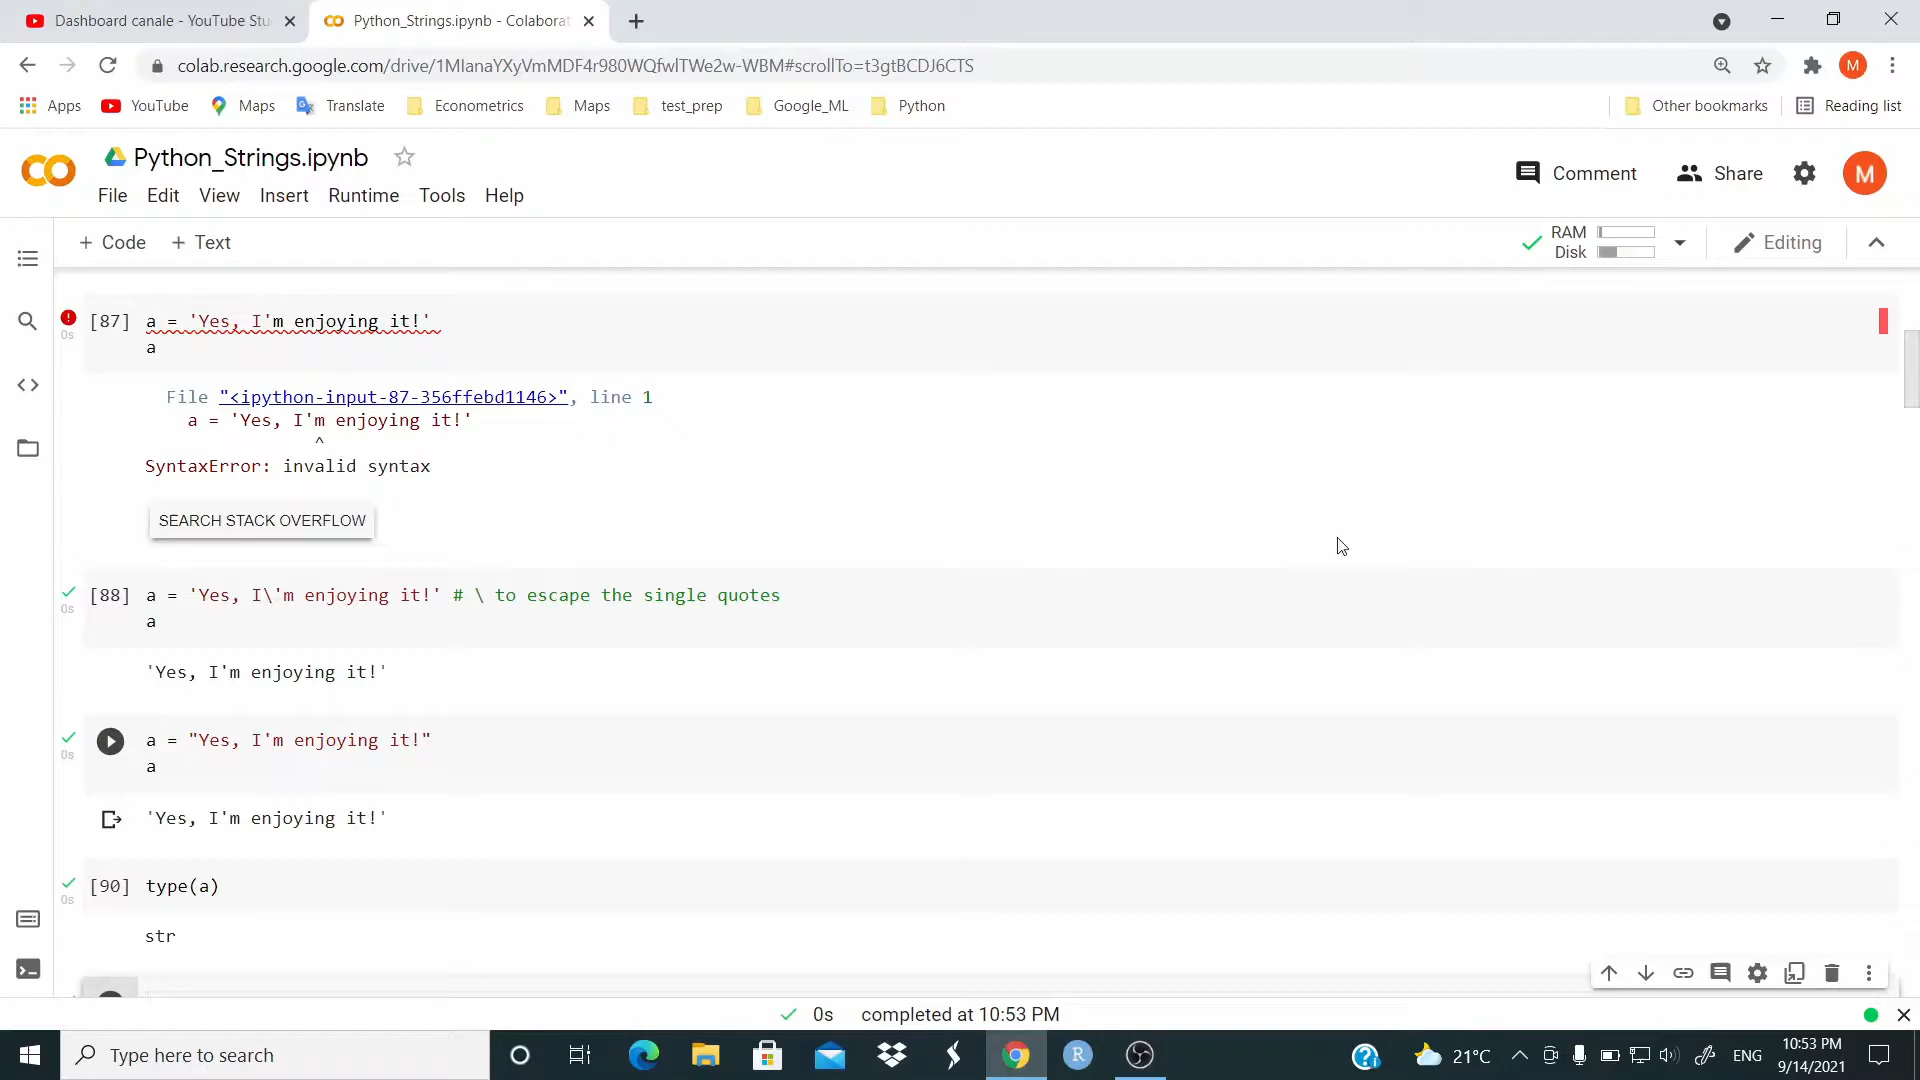 Dashboard canale - YouTube Stu
Python_Strings.ipynb - Colaborat
colab.research.google.com/drive/1MIanaYXyVmMDF4r980WQfwlTWe2w-WBM#scrollTo=t3gtBCDJ6CTS
M
Apps YouTube Maps Translate Econometrics Maps test_prep Google_ML Python Other bookmarks Reading list
Python_Strings.ipynb
Comment Share M
File Edit View Insert Runtime Tools Help
+ Code + Text
RAM
Disk
Editing
[87] a = 'Yes, I'm enjoying it!'
0s
a
File "<ipython-input-87-356ffebd1146>", line 1
a = 'Yes, I'm enjoying it!'
^
SyntaxError: invalid syntax
SEARCH STACK OVERFLOW
[88] a = 'Yes, I\'m enjoying it!' # \ to escape the single quotes
0s
a
'Yes, I'm enjoying it!'
a = "Yes, I'm enjoying it!"
0s
a
'Yes, I'm enjoying it!'
[90] type(a)
0s
str
0s completed at 10:53 PM
Type here to search
R
21°C
ENG
10:53 PM
9/14/2021